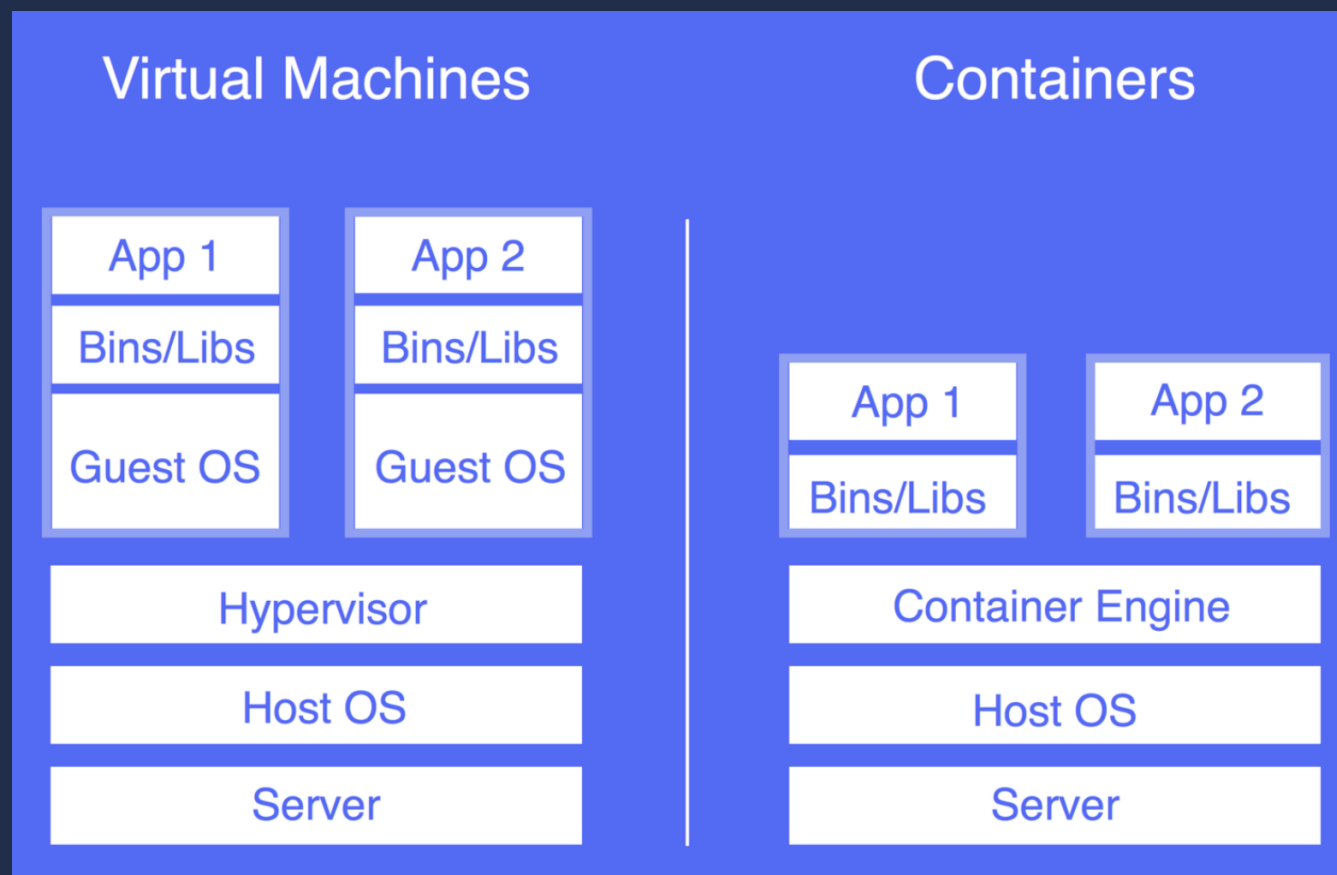 Virtual Machines
App 1
Bins/Libs
Guest OS
App 2
Bins/Libs
Guest OS
Hypervisor
Host OS
Server
Containers
App 1
Bins/Libs
App 2
Bins/Libs
Container Engine
Host OS
Server